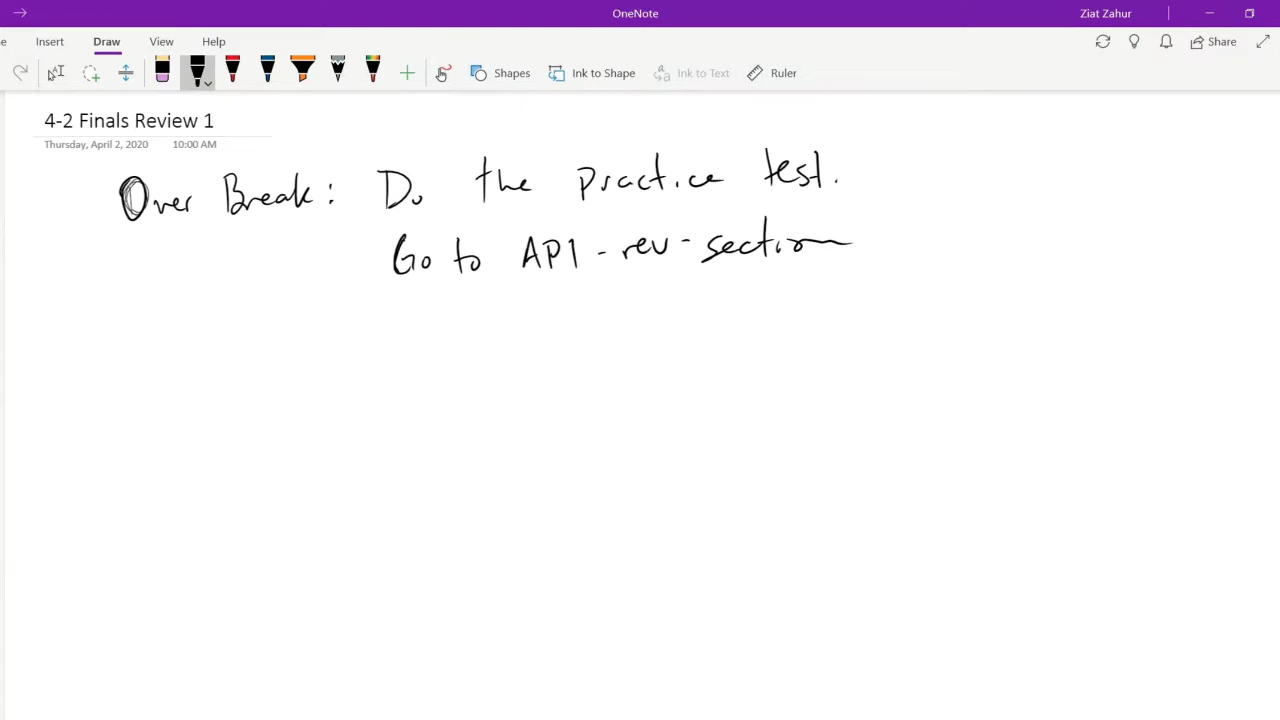 OneNote
Ziat Zahur
Insert Draw View Help
Share
Shapes Ink to Shape Ink to Text Ruler
4-2 Finals Review 1
Thursday, April 2, 2020 10:00 AM
Over Break: Do the practice test.
Go to AP1-rev-section